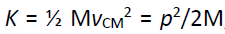 K = ½ Mv_CM² = p²/2M,